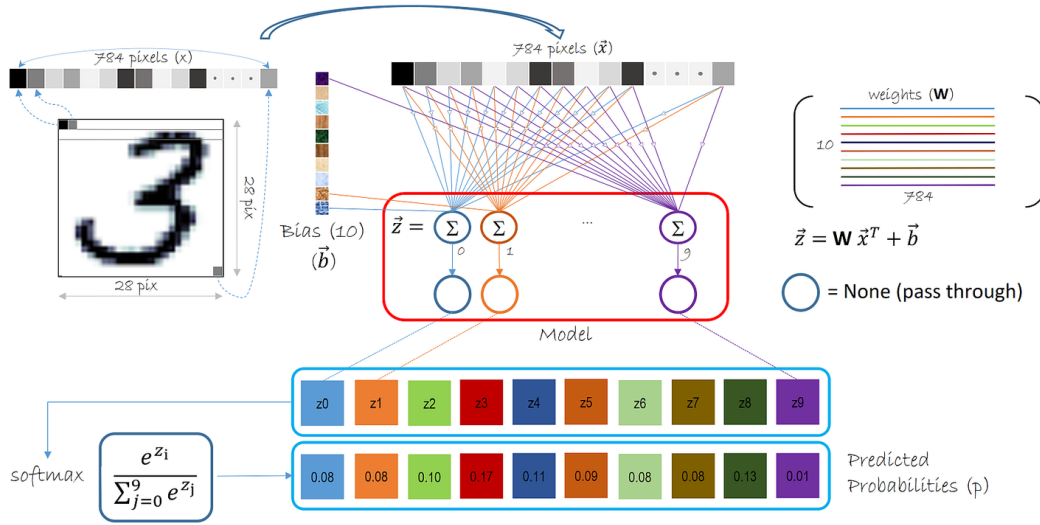 784 pixels (x)
28 pix
28 pix
784 pixels (x⃗)
Bias (10)
(b⃗)
z⃗ =
Σ Σ ... Σ
0 1 9
Model
weights (W)
10
784
z⃗ = W x⃗ᵀ + b⃗
= None (pass through)
z0 z1 z2 z3 z4 z5 z6 z7 z8 z9
softmax
e^{z_i}
∑_{j=0}^{9} e^{z_j}
0.08 0.08 0.10 0.17 0.11 0.09 0.08 0.08 0.13 0.01
Predicted
Probabilities (p)
3